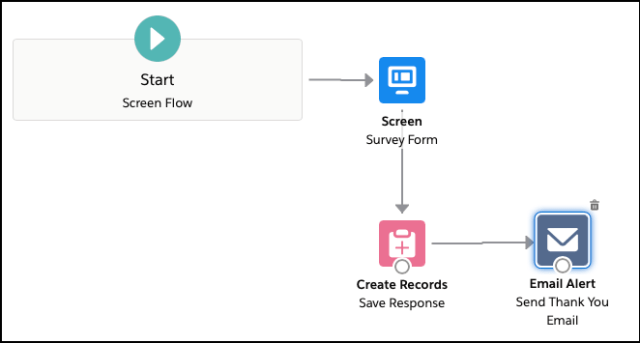 Start
Screen Flow
Screen
Survey Form
Create Records
Save Response
Email Alert
Send Thank You
Email